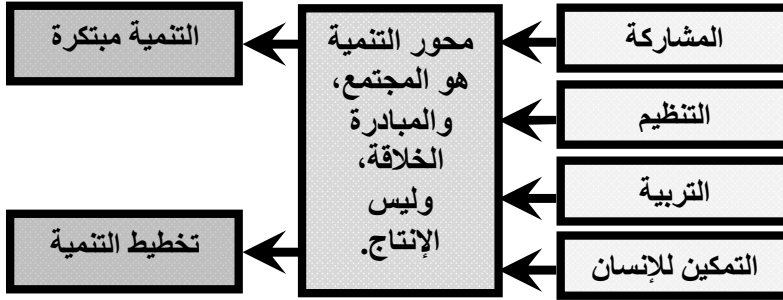 المشاركة
التنظيم
التربية
التمكين للإنسان
محور التنمية
هو المجتمع،
والمبادرة
الخلاقة،
وليس
الإنتاج.
التنمية مبتكرة
تخطيط التنمية